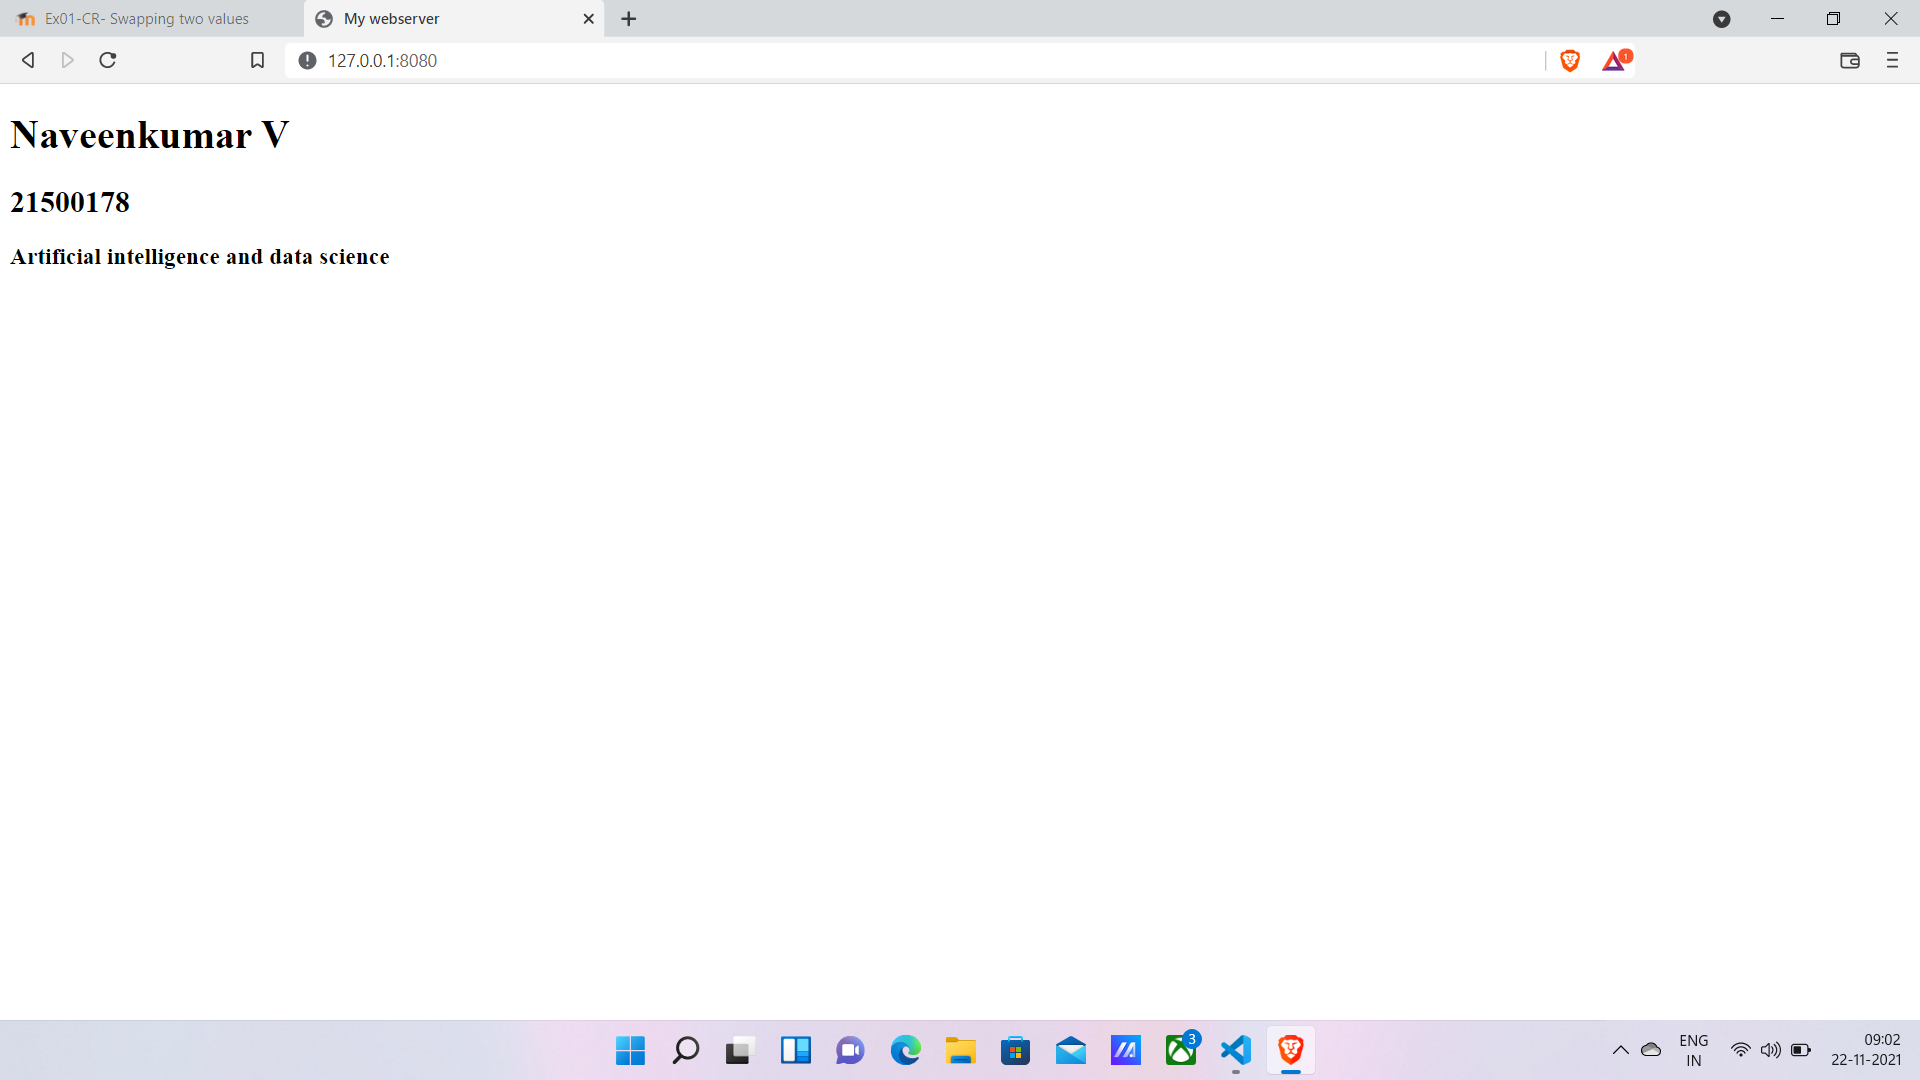 Ex01-CR- Swapping two values
My webserver
127.0.0.1:8080
1
Naveenkumar V
21500178
Artificial intelligence and data science
3
ENG
IN
09:02
22-11-2021